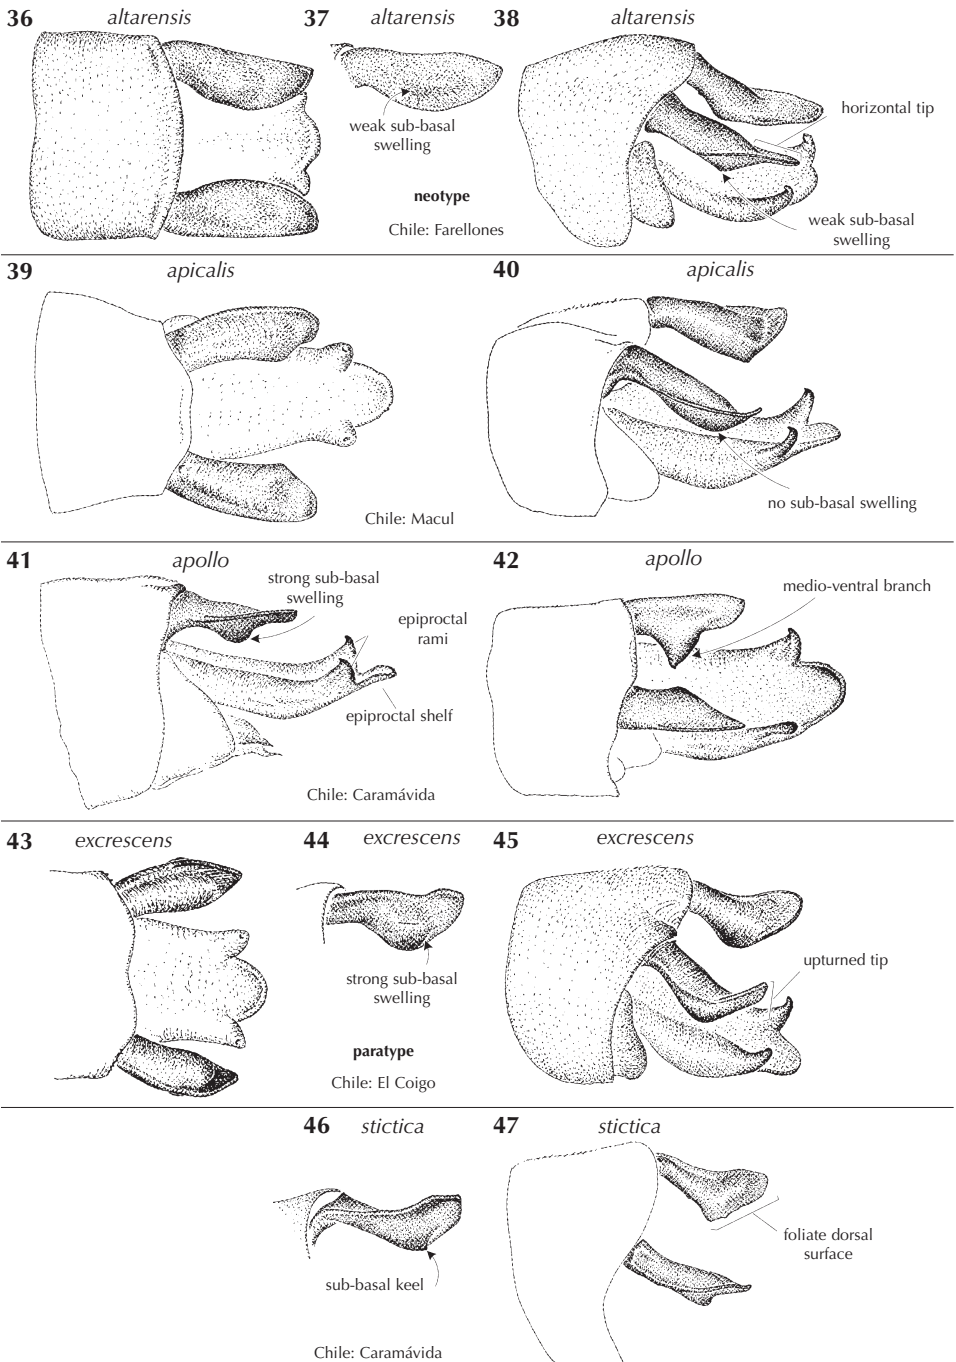 36 altarensis 37 altarensis 38 altarensis
horizontal tip
weak sub-basal
swelling
neotype
Chile: Farellones
weak sub-basal
swelling
39 apicalis 40 apicalis
no sub-basal swelling
Chile: Macul
41 apollo 42 apollo
strong sub-basal
swelling
medio-ventral branch
epiproctal
rami
epiproctal shelf
Chile: Caramávida
43 excrescens 44 excrescens 45 excrescens
upturned tip
strong sub-basal
swelling
paratype
Chile: El Coigo
46 stictica 47 stictica
foliate dorsal
surface
sub-basal keel
Chile: Caramávida